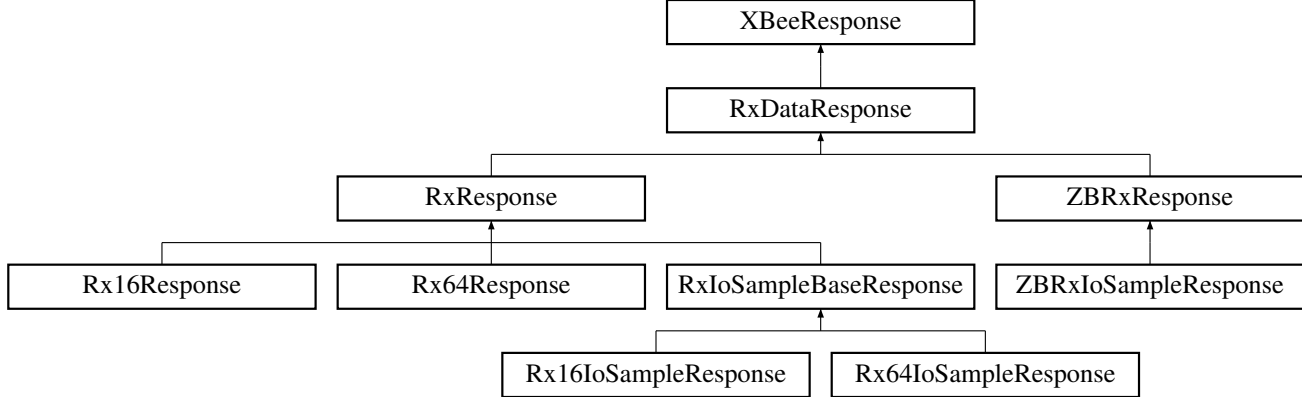 XBeeResponse
RxDataResponse
RxResponse
ZBRxResponse
Rx16Response
Rx64Response
RxIoSampleBaseResponse
ZBRxIoSampleResponse
Rx16IoSampleResponse
Rx64IoSampleResponse